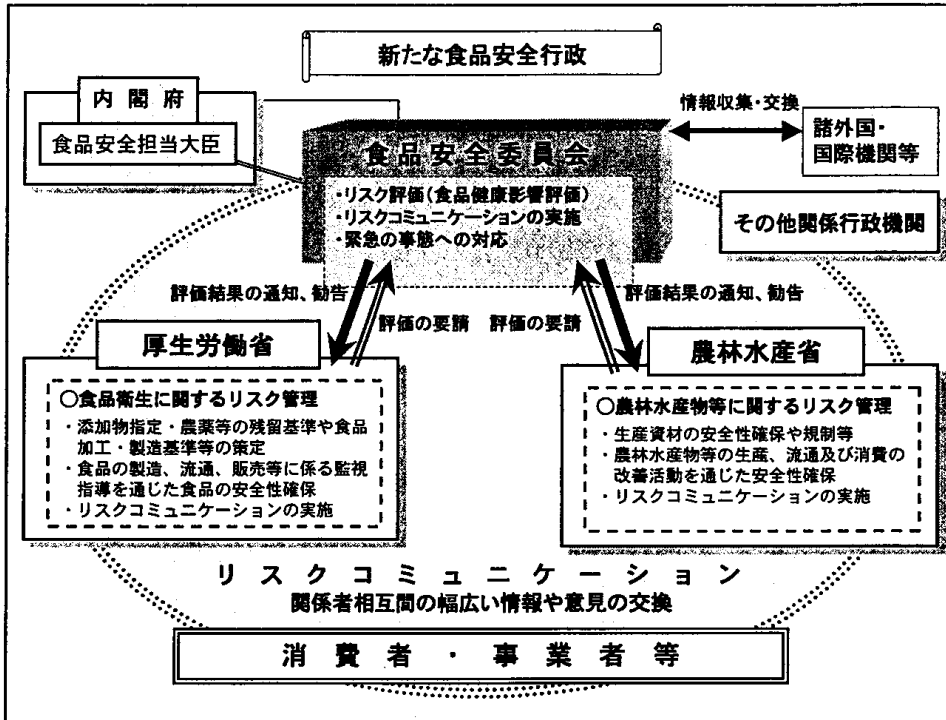 新たな食品安全行政
内閣府
食品安全担当大臣
情報収集・交換
諸外国・
国際機関等
食品安全委員会
・リスク評価(食品健康影響評価)
・リスクコミュニケーションの実施
・緊急の事態への対応
その他関係行政機関
評価結果の通知、勧告
評価の要請
評価の要請
評価結果の通知、勧告
厚生労働省
〇食品衛生に関するリスク管理
・添加物指定・農薬等の残留基準や食品
加工・製造基準等の策定
・食品の製造、流通、販売等に係る監視
指導を通じた食品の安全性確保
・リスクコミュニケーションの実施
農林水産省
〇農林水産物等に関するリスク管理
・生産資材の安全性確保や規制等
・農林水産物等の生産、流通及び消費の
改善活動を通じた安全性確保
・リスクコミュニケーションの実施
リスクコミュニケーション
関係者相互間の幅広い情報や意見の交換
消費者・事業者等